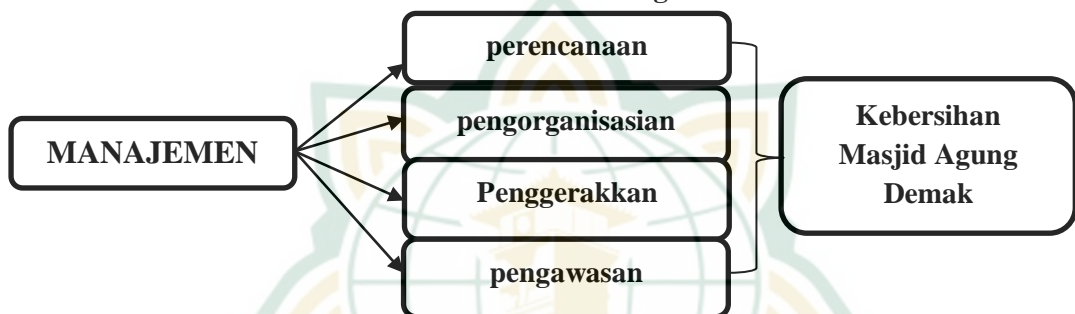 MANAJEMEN
perencanaan
pengorganisasian
Penggerakkan
pengawasan
Kebersihan
Masjid Agung
Demak